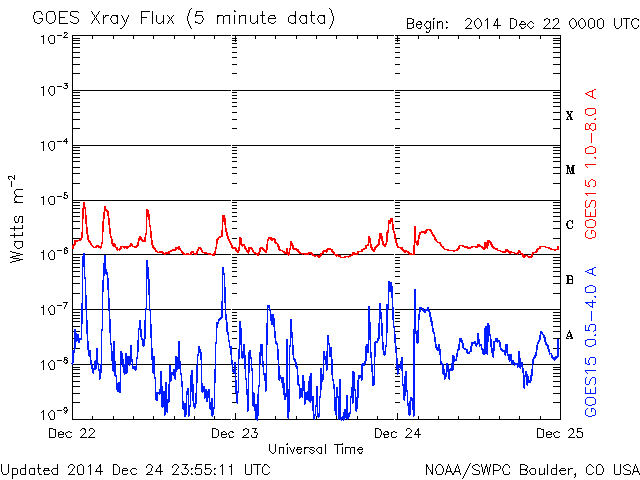 GOES Xray Flux (5 minute data)
Begin: 2014 Dec 22 0000 UTC
10⁻²
10⁻³
10⁻⁴
10⁻⁵
10⁻⁶
10⁻⁷
10⁻⁸
10⁻⁹
Watts m⁻²
X
M
C
B
A
GOES15 1.0-8.0 A
GOES15 0.5-4.0 A
Dec 22
Dec 23
Dec 24
Dec 25
Universal Time
Updated 2014 Dec 24 23:55:11 UTC
NOAA/SWPC Boulder, CO USA